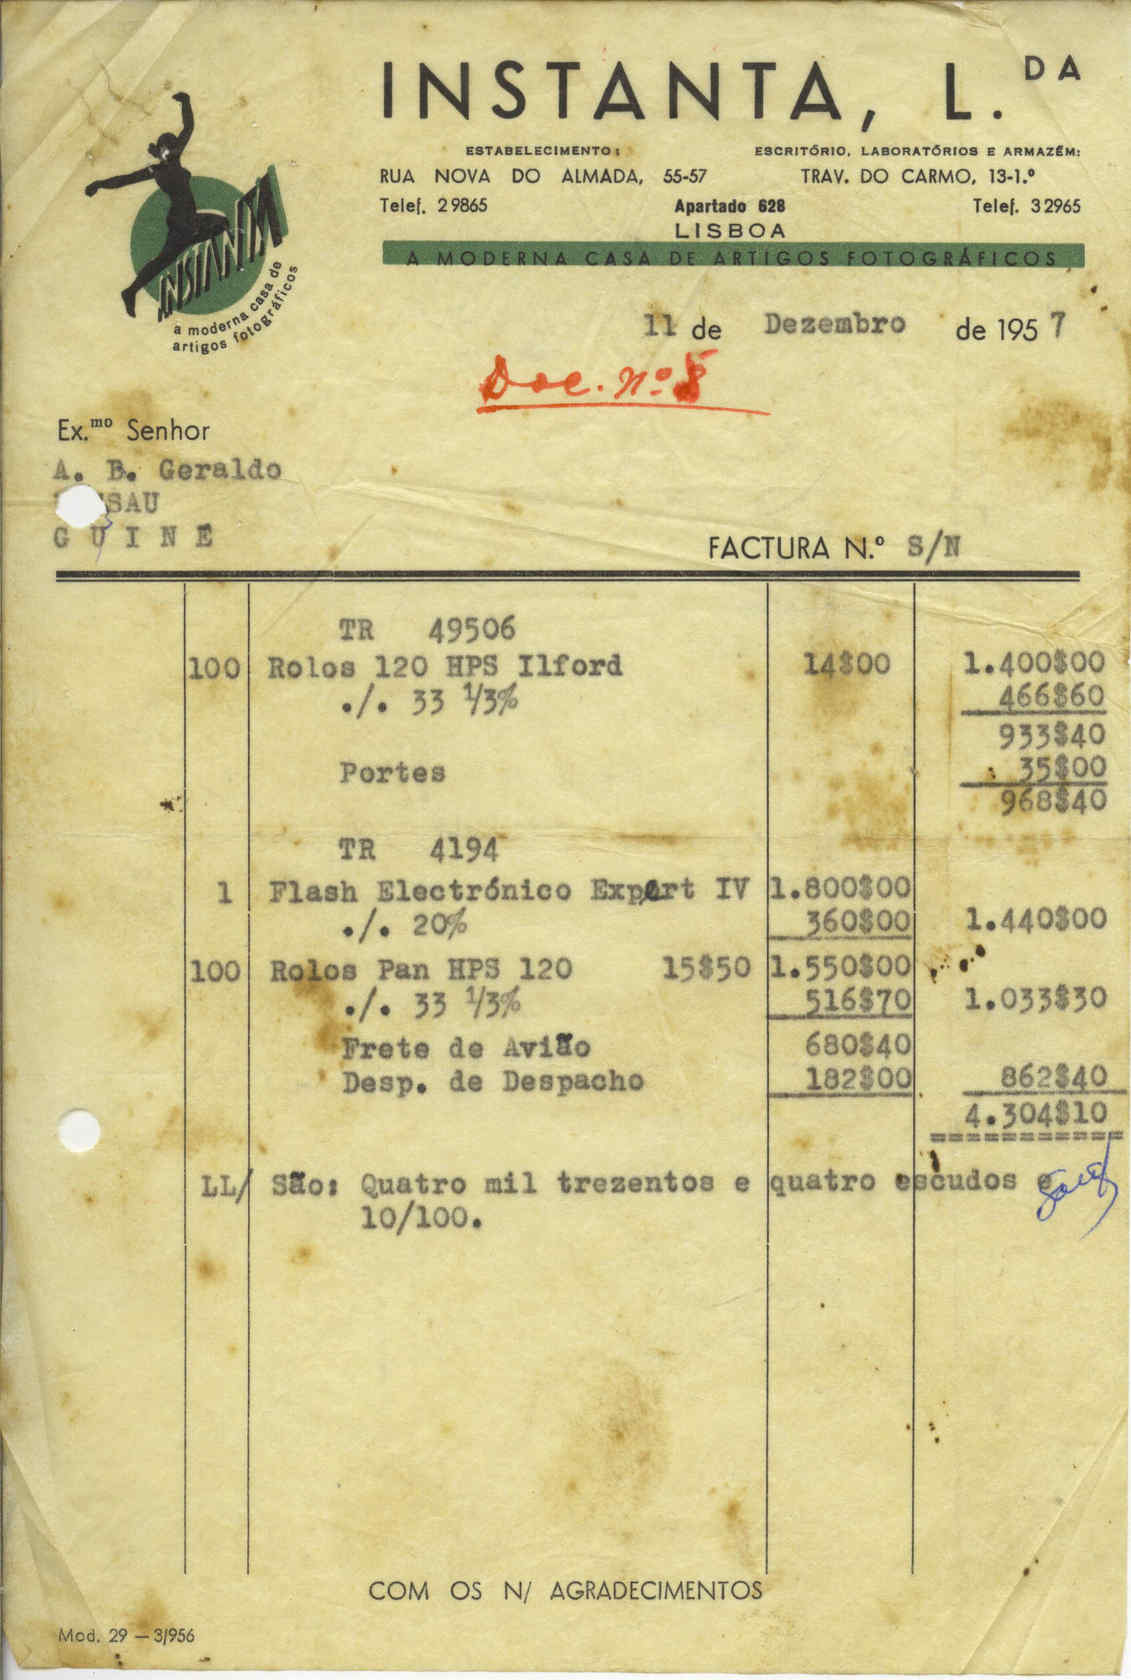 INSTANTA, L.DA
ESTABELECIMENTO: ESCRITÓRIO, LABORATÓRIOS E ARMAZÉM:
RUA NOVA DO ALMADA, 55-57 TRAV. DO CARMO, 13-1.º
Telef. 29865 Apartado 628 Telef. 32965
LISBOA
A MODERNA CASA DE ARTIGOS FOTOGRÁFICOS
INSTANTA
a moderna casa de
artigos fotográficos
11 de Dezembro de 1957
Doc. nº 8
Ex.mo Senhor
A. B. Geraldo
SAU
GUINÉ
FACTURA N.º S/N
TR 49506
100 Rolos 120 HPS Ilford 14$00 1.400$00
./. 33 1/3% 466$60
933$40
Portes 35$00
968$40
TR 4194
1 Flash Electrónico Expert IV 1.800$00
./. 20% 360$00 1.440$00
100 Rolos Pan HPS 120 15$50 1.550$00
./. 33 1/3% 516$70 1.033$30
Frete de Avião 680$40
Desp. de Despacho 182$00 862$40
4.304$10
===========
LL/ São: Quatro mil trezentos e quatro escudos e
10/100.
COM OS N/ AGRADECIMENTOS
Mod. 29 — 3/956